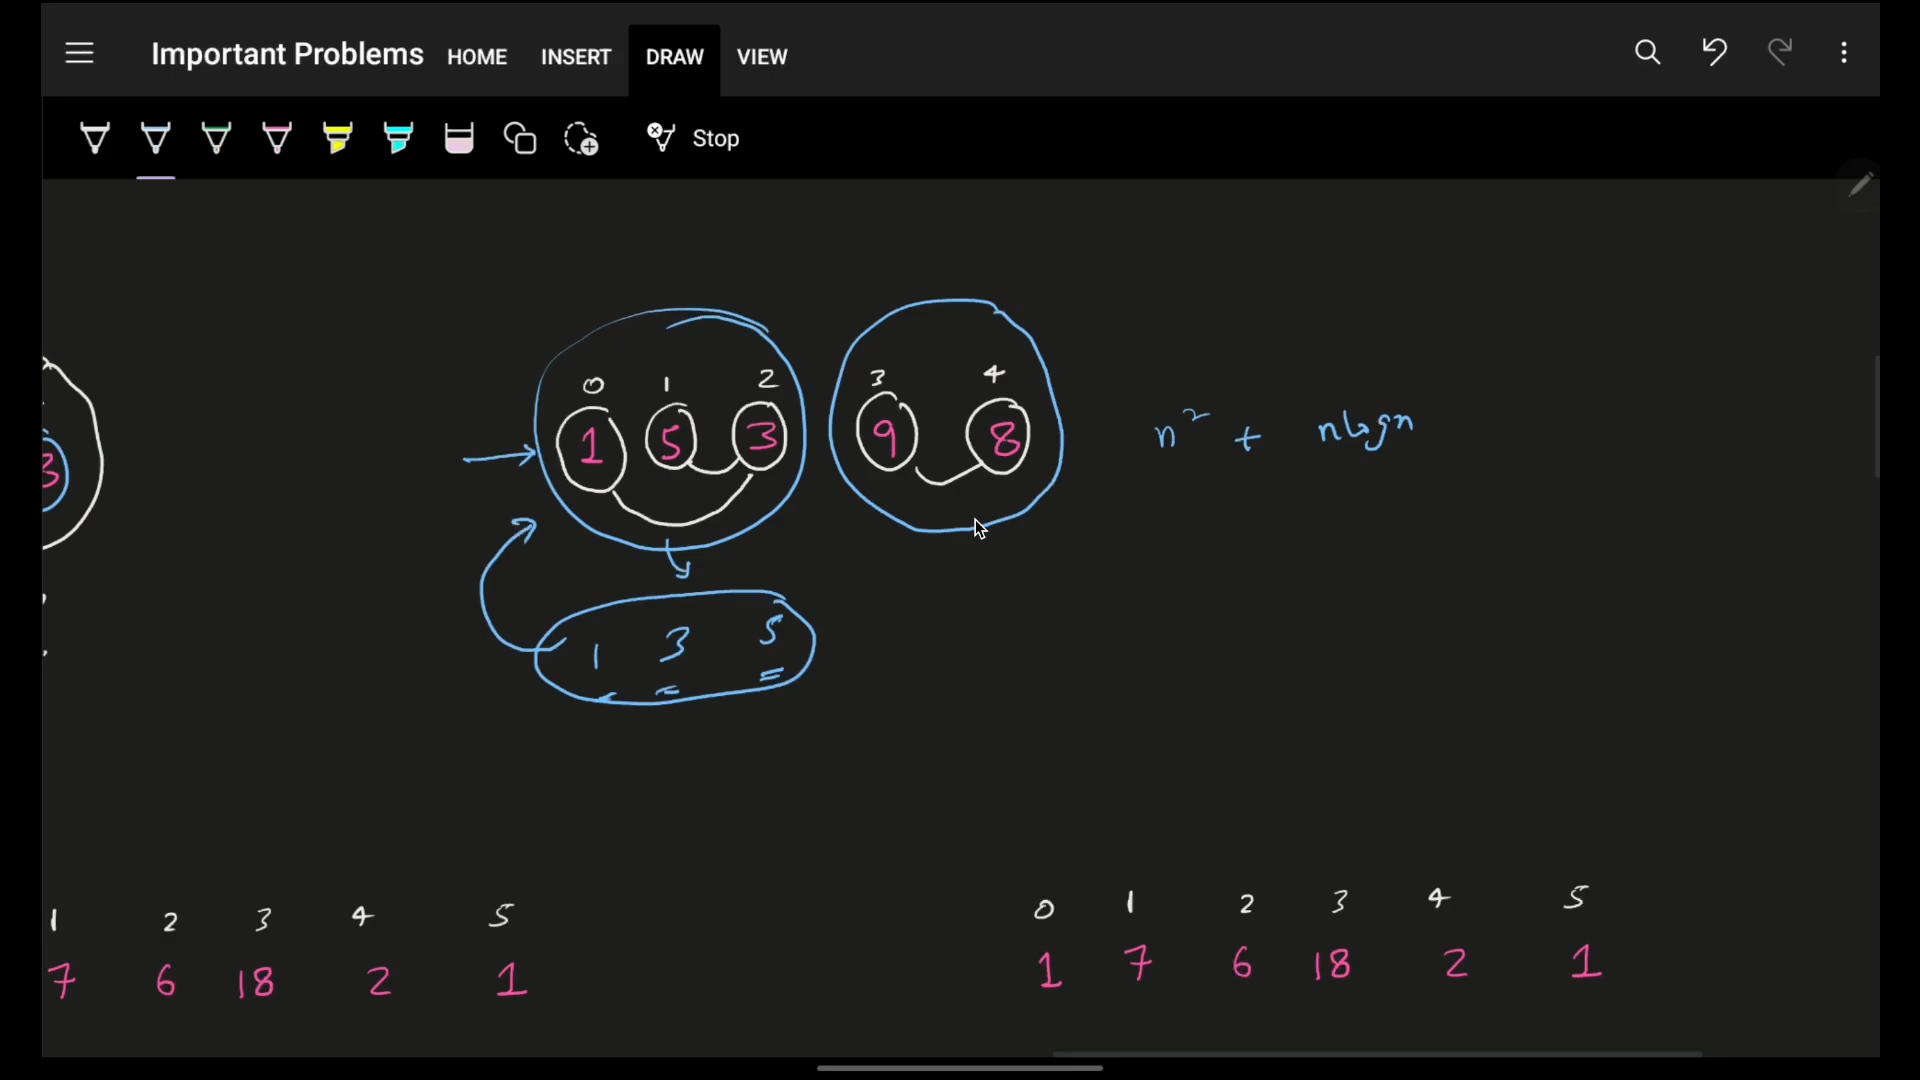 Important Problems HOME INSERT DRAW VIEW
Stop
0 1 2 3 4
1 5 3 9 8
n² + nlogn
3
1 3 5
1 2 3 4 5
7 6 18 2 1
0 1 2 3 4 5
1 7 6 18 2 1